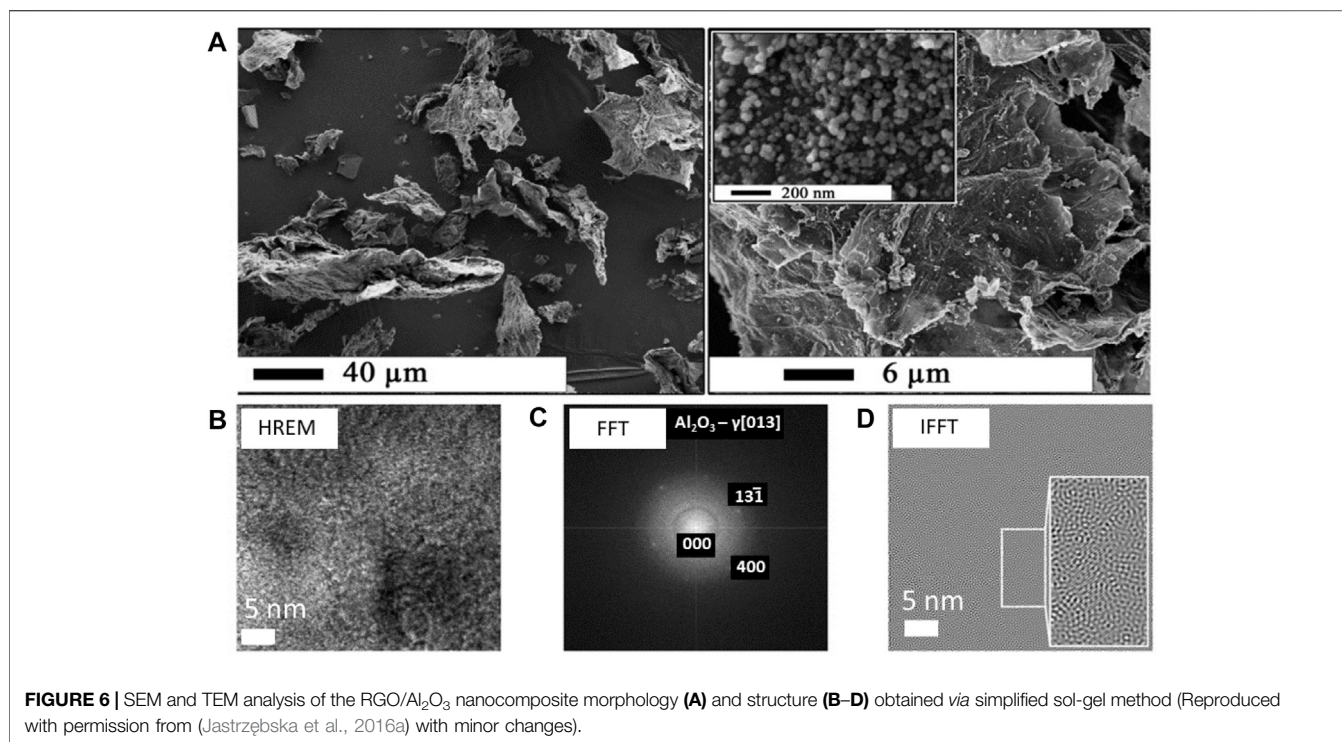 A
200 nm
40 µm
6 µm
B
HREM
5 nm
C
FFT
Al₂O₃ – γ[013]
13̄1̄
000
400
D
IFFT
5 nm
FIGURE 6 | SEM and TEM analysis of the RGO/Al₂O₃ nanocomposite morphology (A) and structure (B–D) obtained via simplified sol-gel method (Reproduced
with permission from (Jastrzębska et al., 2016a) with minor changes).